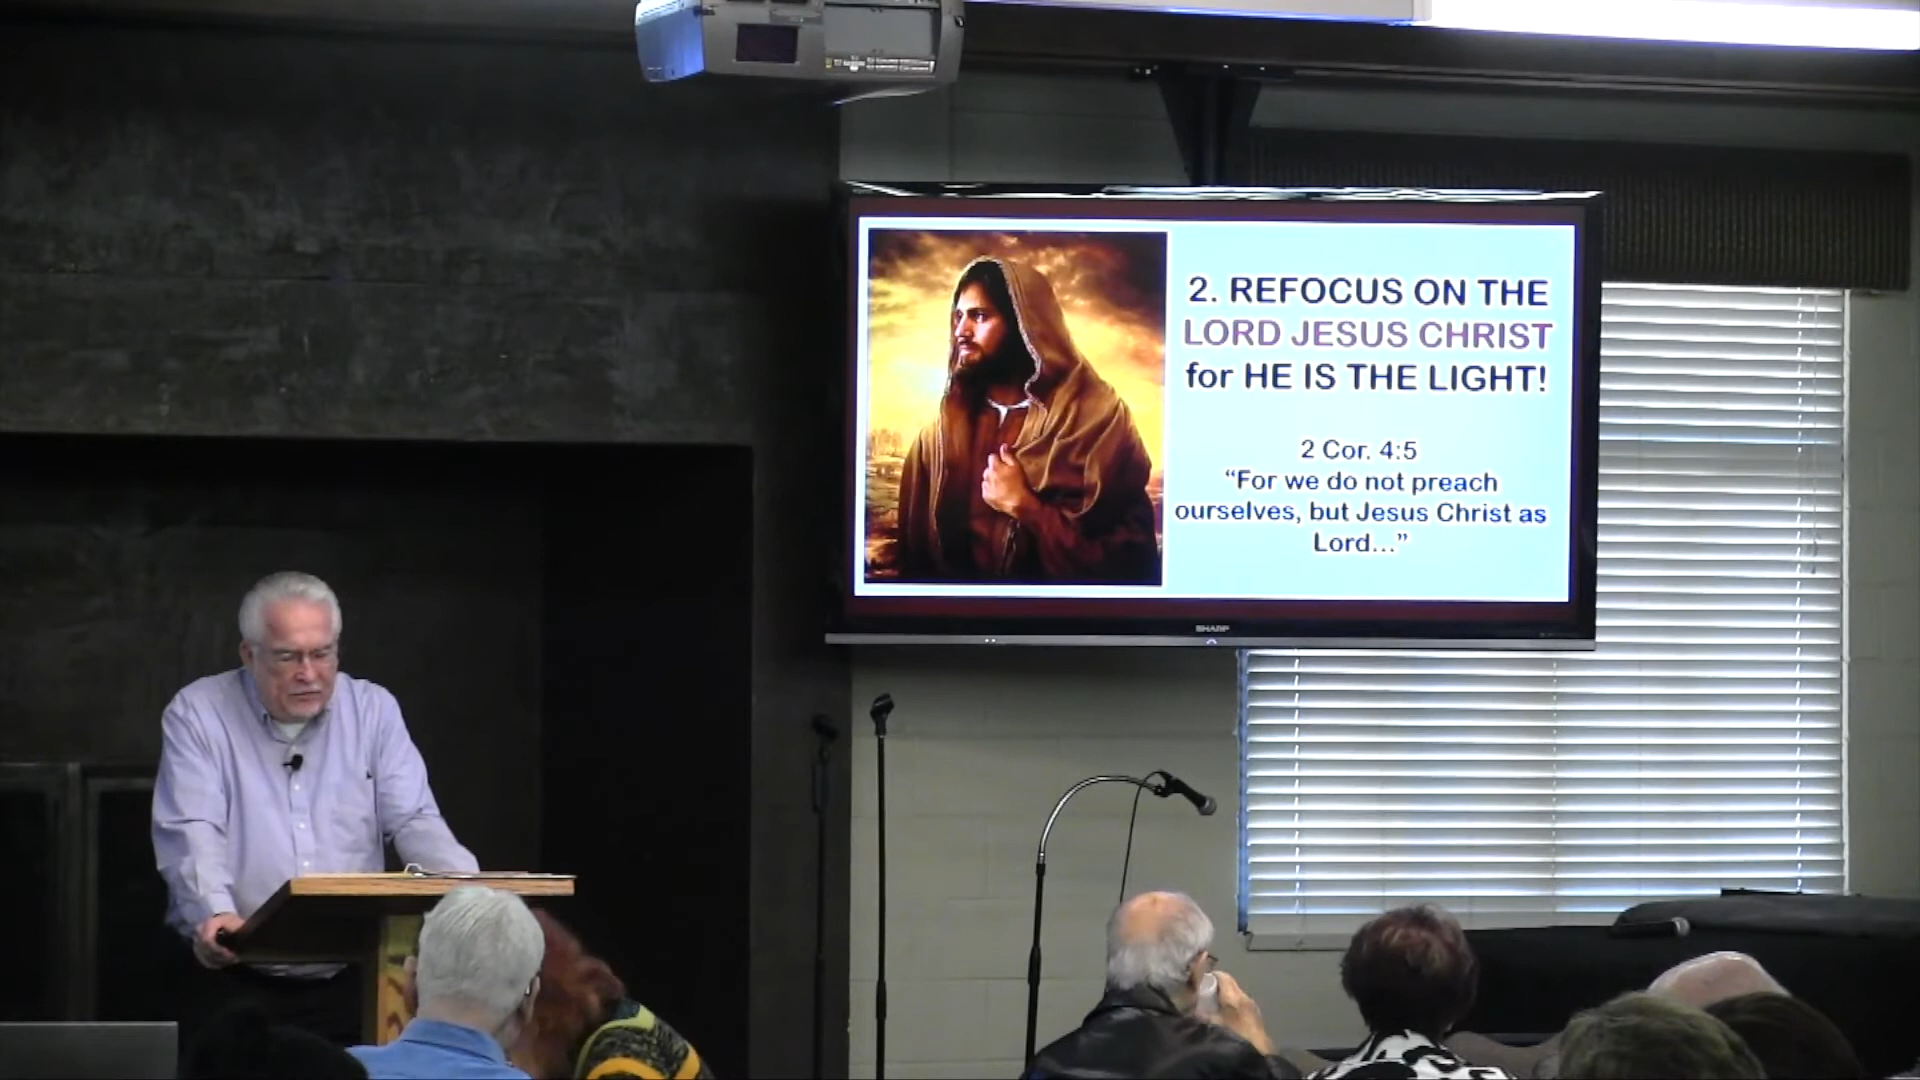 2. REFOCUS ON THE
LORD JESUS CHRIST
for HE IS THE LIGHT!
2 Cor. 4:5
“For we do not preach
ourselves, but Jesus Christ as
Lord...”
SHARP